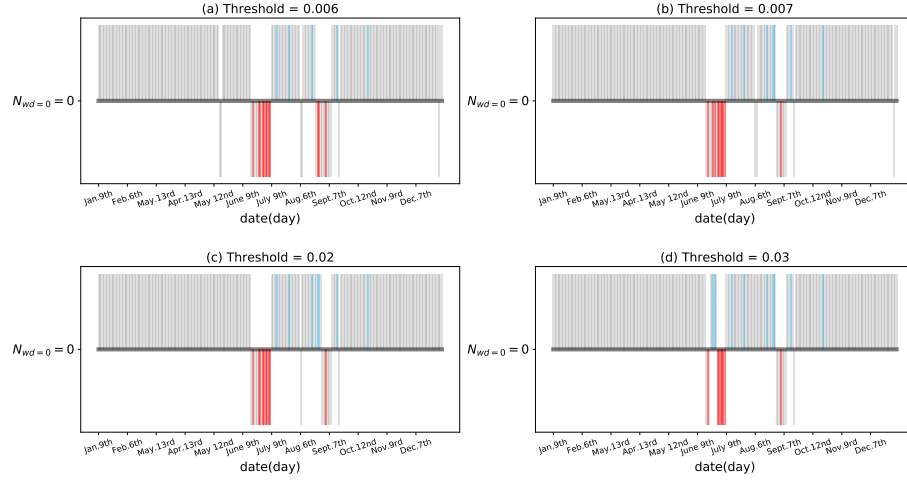 (a) Threshold = 0.006
N_{wd=0} = 0
Jan.9th Feb.6th May.13rd Apr.13rd May 12nd June 9th July 9th Aug.6th Sept.7th Oct.12nd Nov.9rd Dec.7th
date(day)
(b) Threshold = 0.007
N_{wd=0} = 0
Jan.9th Feb.6th May.13rd Apr.13rd May 12nd June 9th July 9th Aug.6th Sept.7th Oct.12nd Nov.9rd Dec.7th
date(day)
(c) Threshold = 0.02
N_{wd=0} = 0
Jan.9th Feb.6th May.13rd Apr.13rd May 12nd June 9th July 9th Aug.6th Sept.7th Oct.12nd Nov.9rd Dec.7th
date(day)
(d) Threshold = 0.03
N_{wd=0} = 0
Jan.9th Feb.6th May.13rd Apr.13rd May 12nd June 9th July 9th Aug.6th Sept.7th Oct.12nd Nov.9rd Dec.7th
date(day)